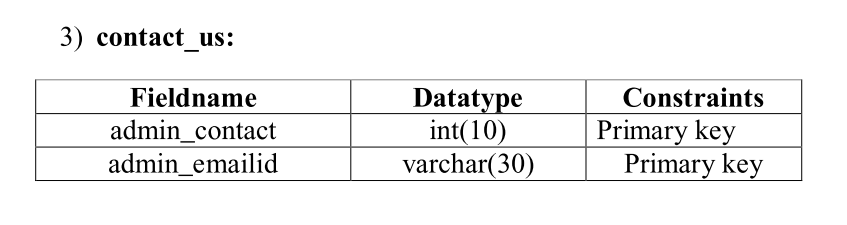 3) contact_us:
Fieldname Datatype Constraints
admin_contact int(10) Primary key
admin_emailid varchar(30) Primary key